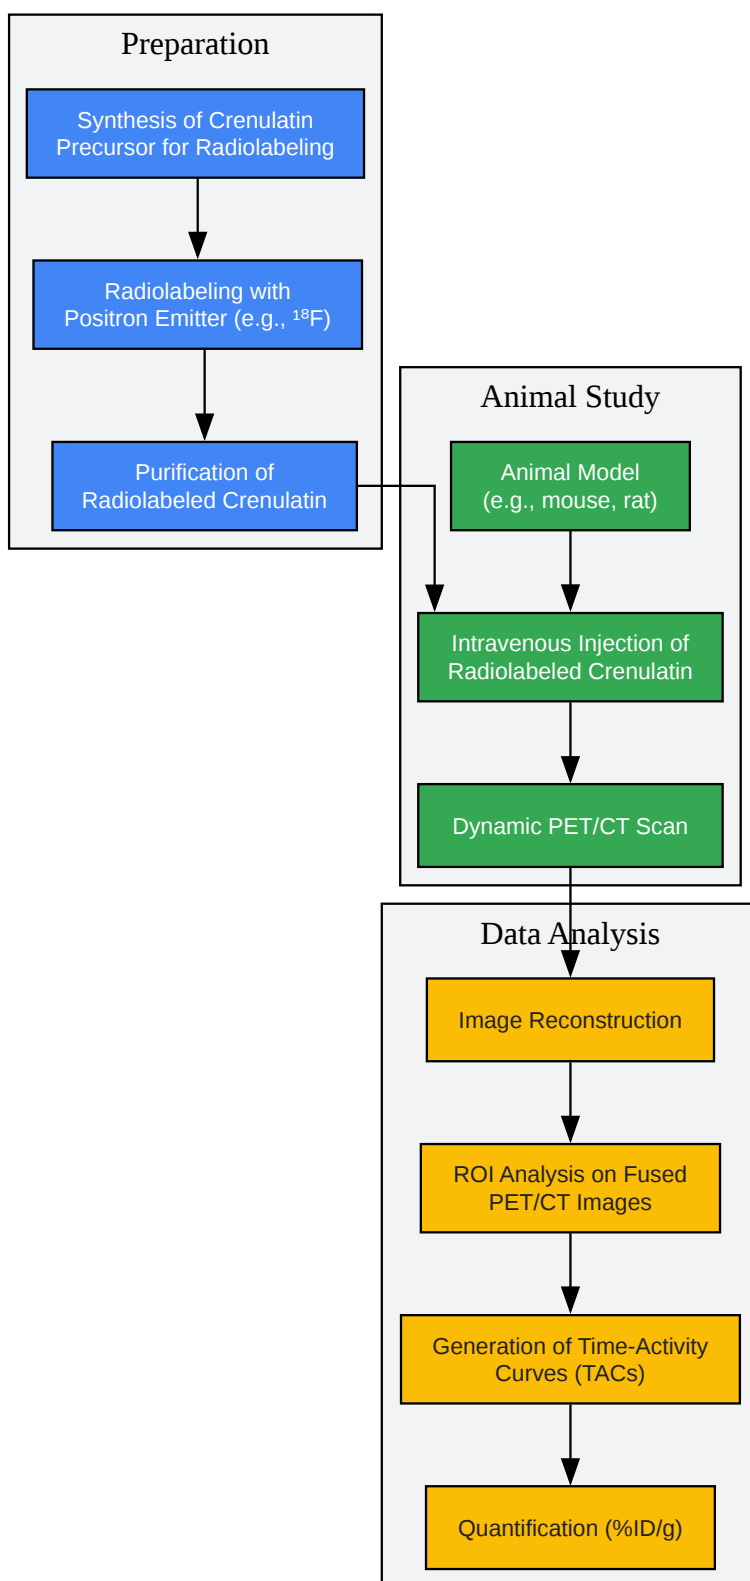 Preparation
Synthesis of Crenulatin
Precursor for Radiolabeling
Radiolabeling with
Positron Emitter (e.g., ¹⁸F)
Purification of
Radiolabeled Crenulatin
Animal Study
Animal Model
(e.g., mouse, rat)
Intravenous Injection of
Radiolabeled Crenulatin
Dynamic PET/CT Scan
Data Analysis
Image Reconstruction
ROI Analysis on Fused
PET/CT Images
Generation of Time-Activity
Curves (TACs)
Quantification (%ID/g)